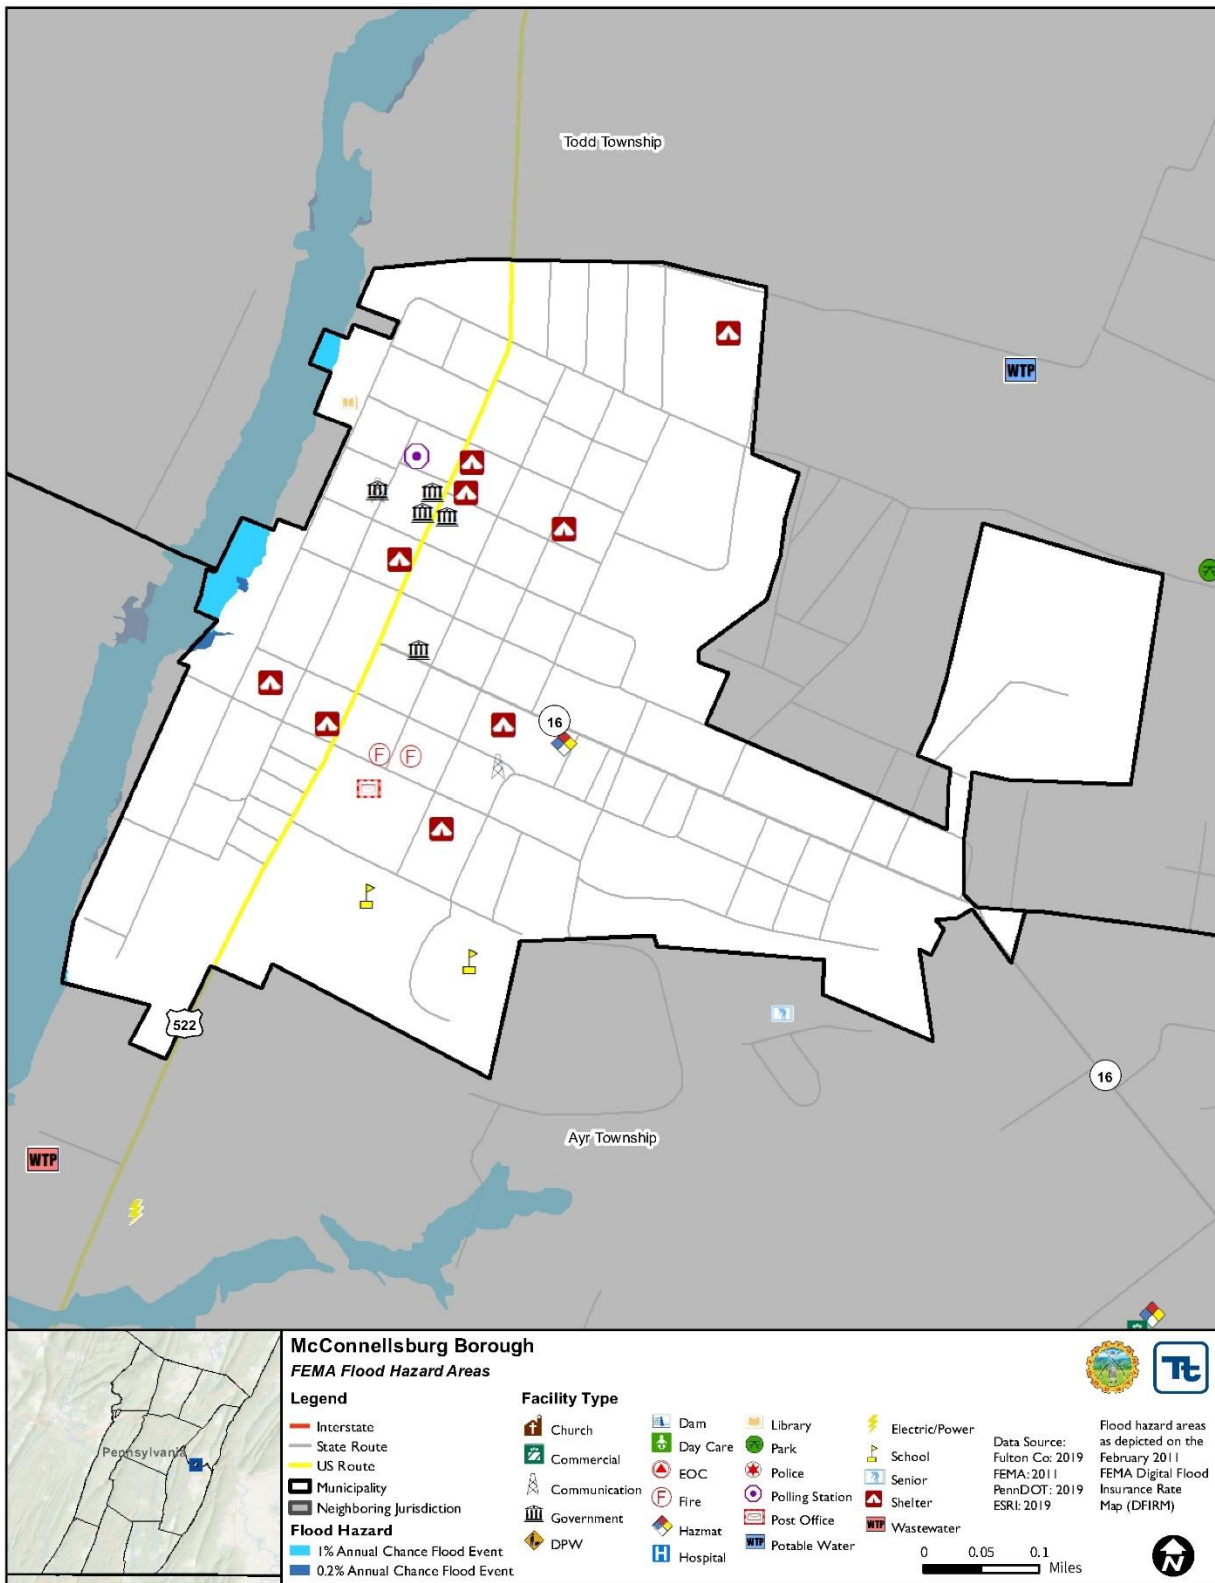 Todd Township
WTP
16
522
16
Ayr Township
WTP
F
F
McConnellsburg Borough
FEMA Flood Hazard Areas
Legend
Interstate
State Route
US Route
Municipality
Neighboring Jurisdiction
Flood Hazard
1% Annual Chance Flood Event
0.2% Annual Chance Flood Event
Facility Type
Church
Commercial
Communication
Government
DPW
Dam
Day Care
EOC
F Fire
Hazmat
H Hospital
Library
Park
Police
Polling Station
Post Office
WTP Potable Water
Electric/Power
School
Senior
Shelter
WTP Wastewater
Data Source:
Fulton Co: 2019
FEMA: 2011
PennDOT: 2019
ESRI: 2019
Flood hazard areas
as depicted on the
February 2011
FEMA Digital Flood
Insurance Rate
Map (DFIRM)
0 0.05 0.1
Miles
N
Tt
Pennsylvania